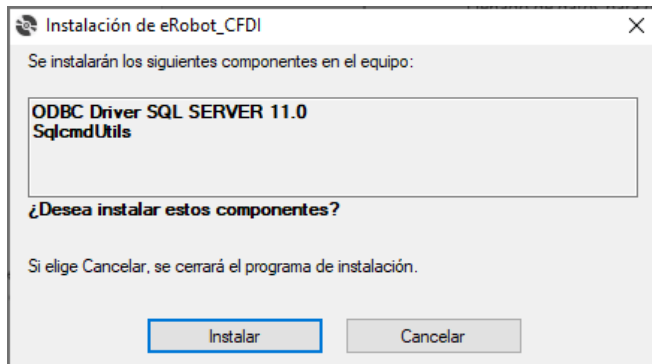 Instalación de eRobot_CFDI
Se instalarán los siguientes componentes en el equipo:
ODBC Driver SQL SERVER 11.0
SqlcmdUtils
¿Desea instalar estos componentes?
Si elige Cancelar, se cerrará el programa de instalación.
Instalar
Cancelar